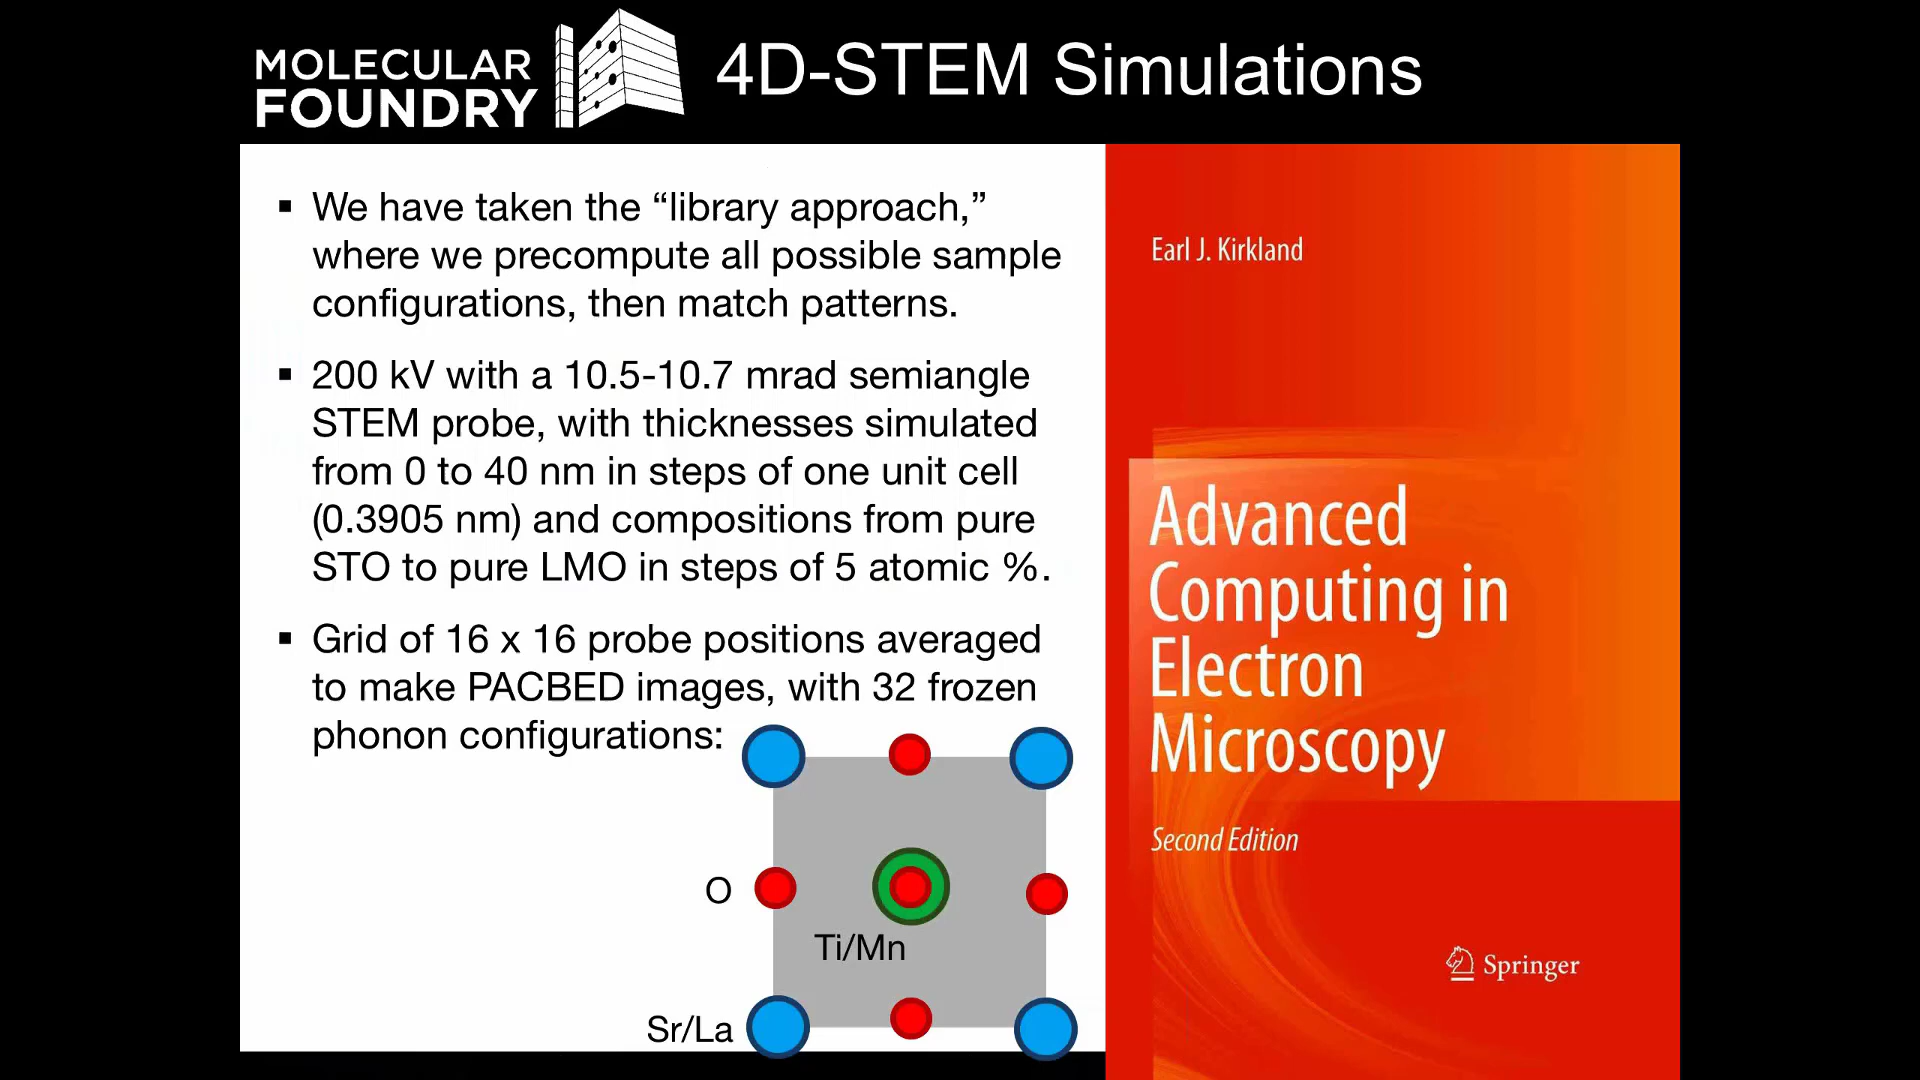 MOLECULAR
FOUNDRY
4D-STEM Simulations
▪ We have taken the “library approach,”
where we precompute all possible sample
configurations, then match patterns.
▪ 200 kV with a 10.5-10.7 mrad semiangle
STEM probe, with thicknesses simulated
from 0 to 40 nm in steps of one unit cell
(0.3905 nm) and compositions from pure
STO to pure LMO in steps of 5 atomic %.
▪ Grid of 16 x 16 probe positions averaged
to make PACBED images, with 32 frozen
phonon configurations:
O
Ti/Mn
Sr/La
Earl J. Kirkland
Advanced
Computing in
Electron
Microscopy
Second Edition
Springer